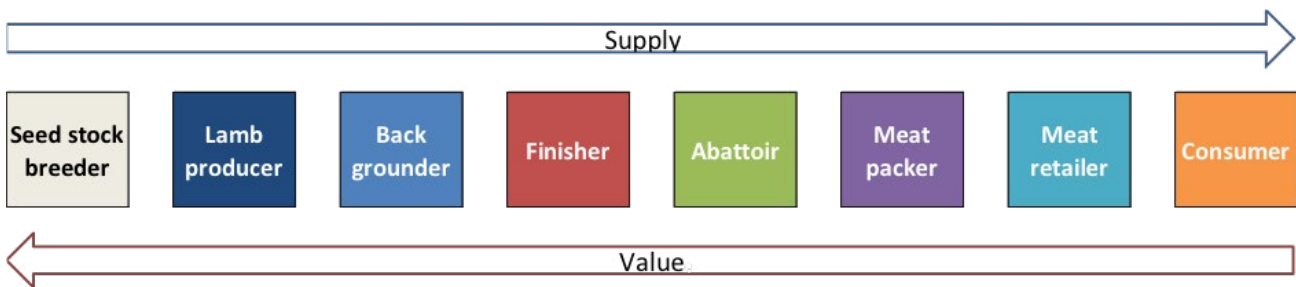 Supply
Seed stock
breeder
Lamb
producer
Back
grounder
Finisher
Abattoir
Meat
packer
Meat
retailer
Consumer
Value